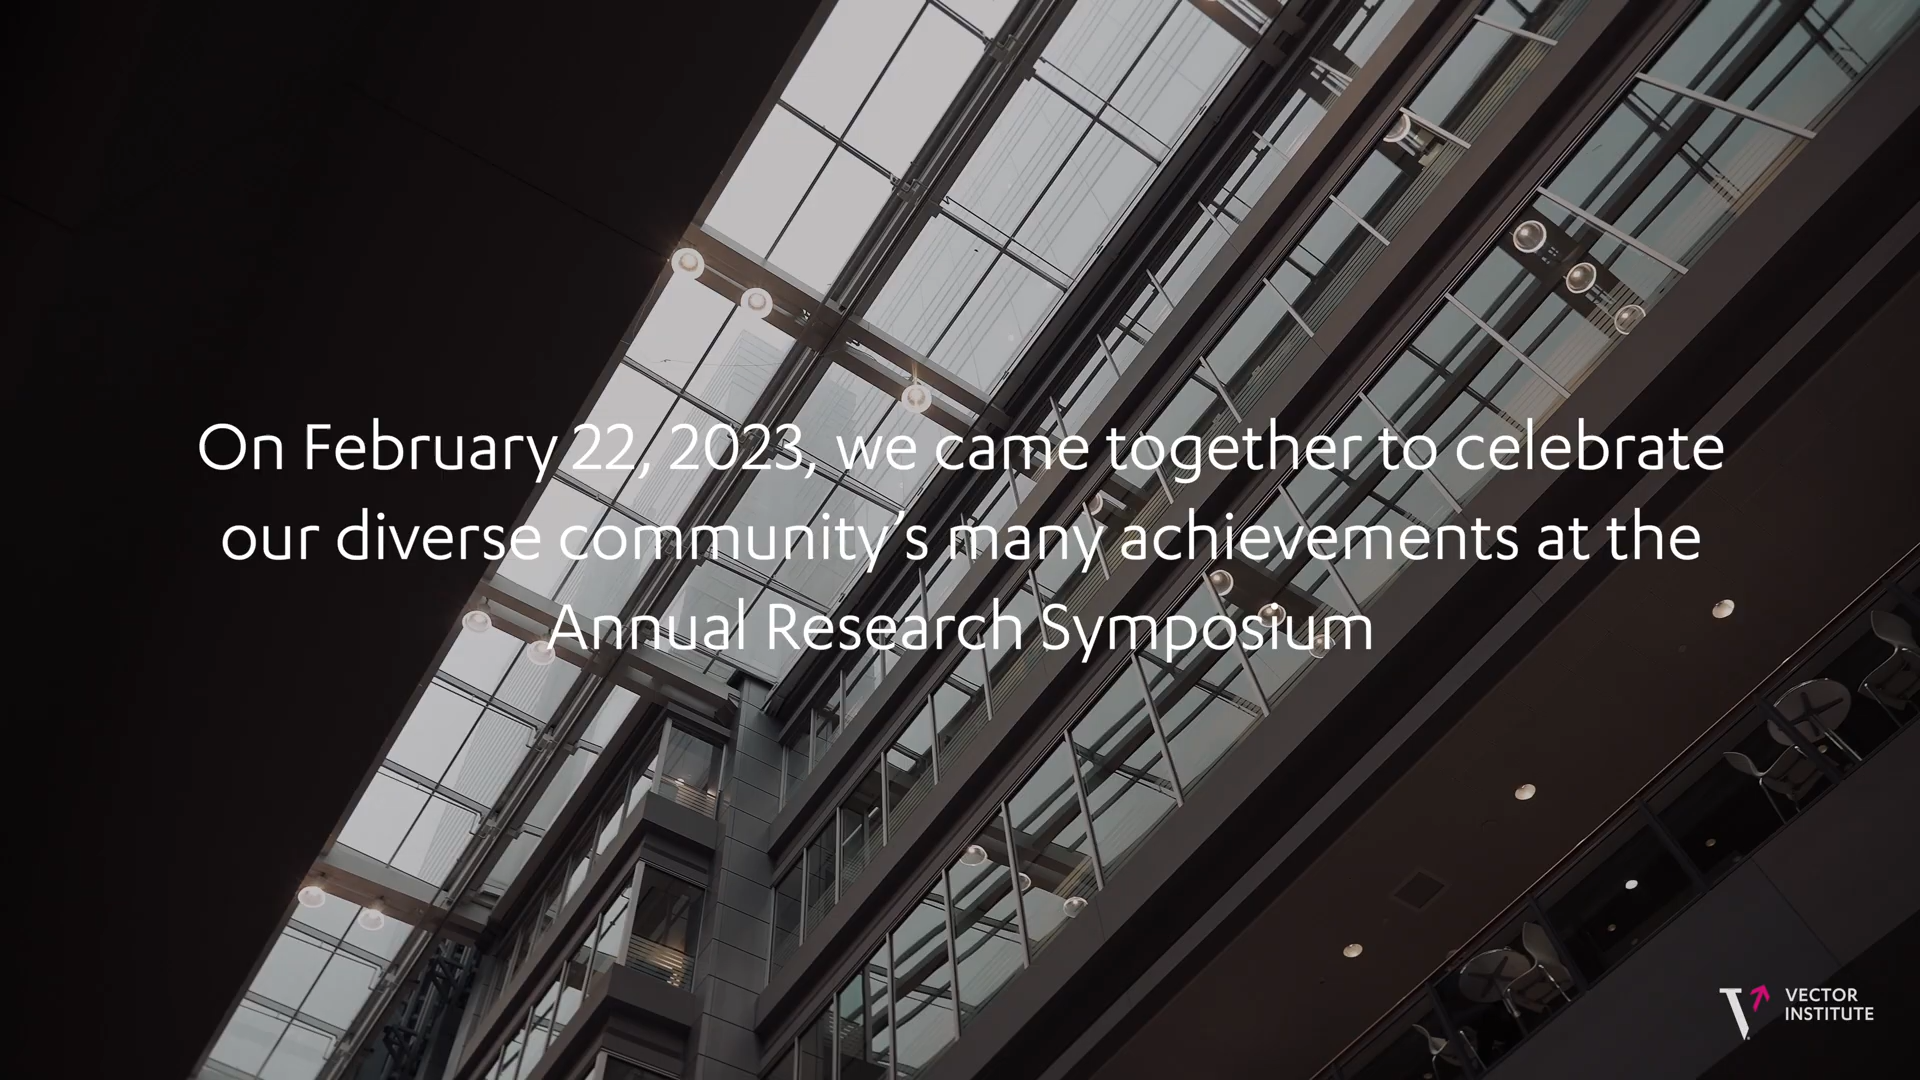 On February 22, 2023, we came together to celebrate
our diverse community’s many achievements at the
Annual Research Symposium
VECTOR
INSTITUTE